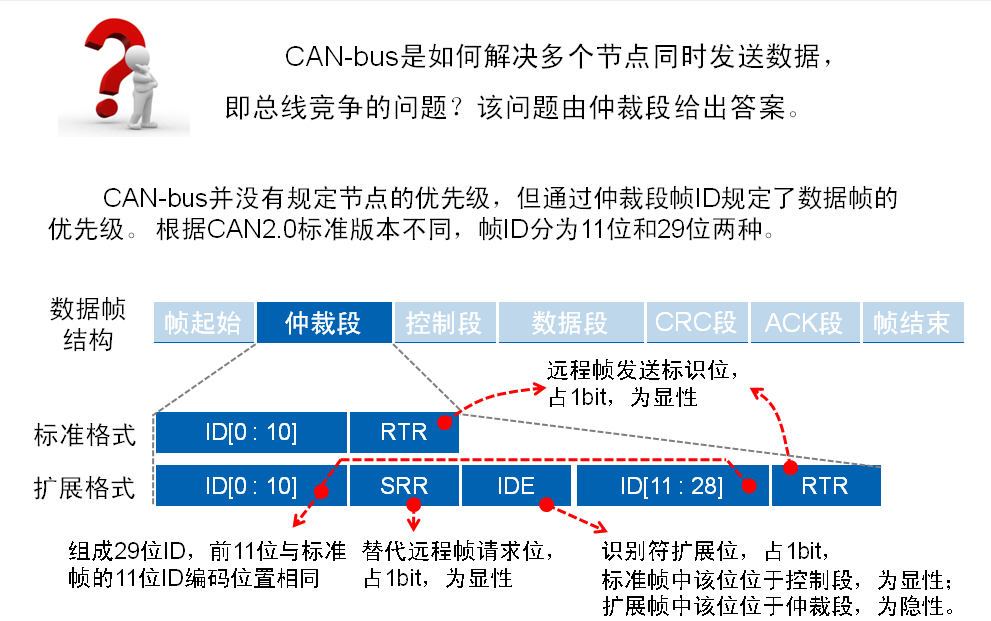 CAN-bus是如何解决多个节点同时发送数据，
即总线竞争的问题？该问题由仲裁段给出答案。
CAN-bus并没有规定节点的优先级，但通过仲裁段帧ID规定了数据帧的
优先级。根据CAN2.0标准版本不同，帧ID分为11位和29位两种。
数据帧
结构
帧起始 仲裁段 控制段 数据段 CRC段 ACK段 帧结束
远程帧发送标识位，
占1bit，为显性
标准格式 ID[0 : 10] RTR
扩展格式 ID[0 : 10] SRR IDE ID[11 : 28] RTR
组成29位ID，前11位与标准
帧的11位ID编码位置相同
替代远程帧请求位，
占1bit，为显性
识别符扩展位，占1bit，
标准帧中该位位于控制段，为显性；
扩展帧中该位位于仲裁段，为隐性。